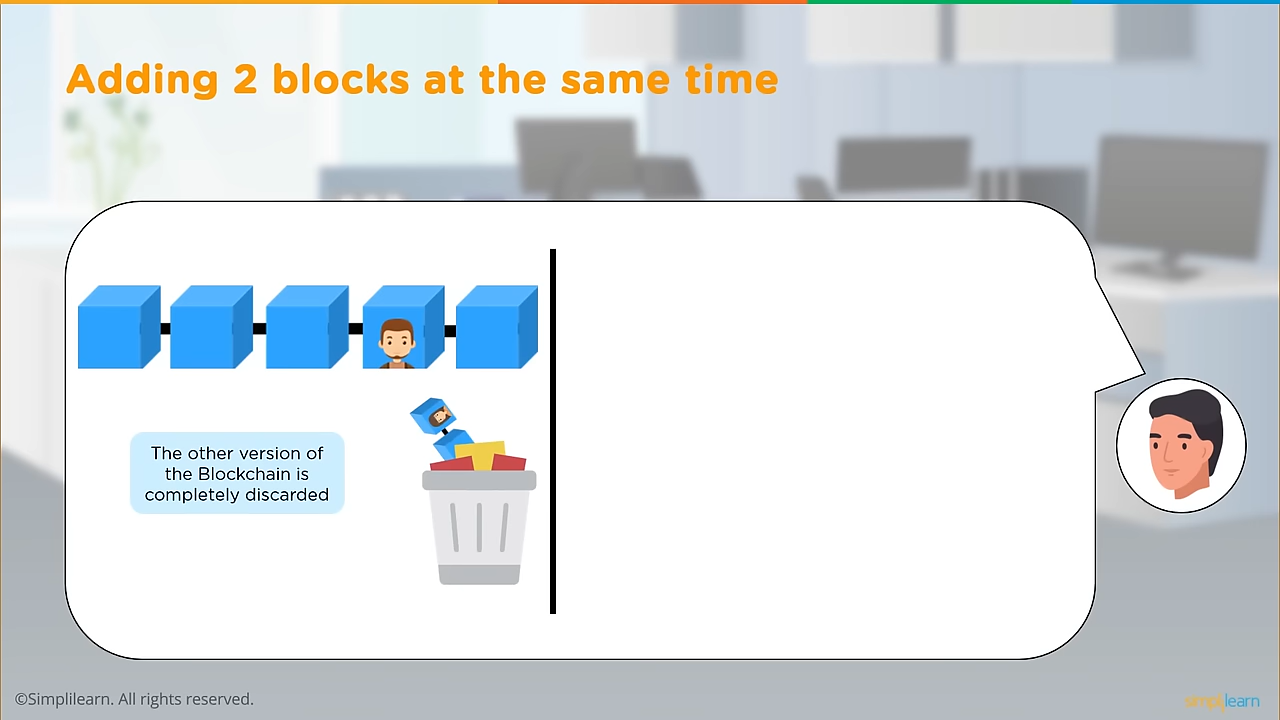 Adding 2 blocks at the same time
The other version of
the Blockchain is
completely discarded
©Simplilearn. All rights reserved.
simplilearn